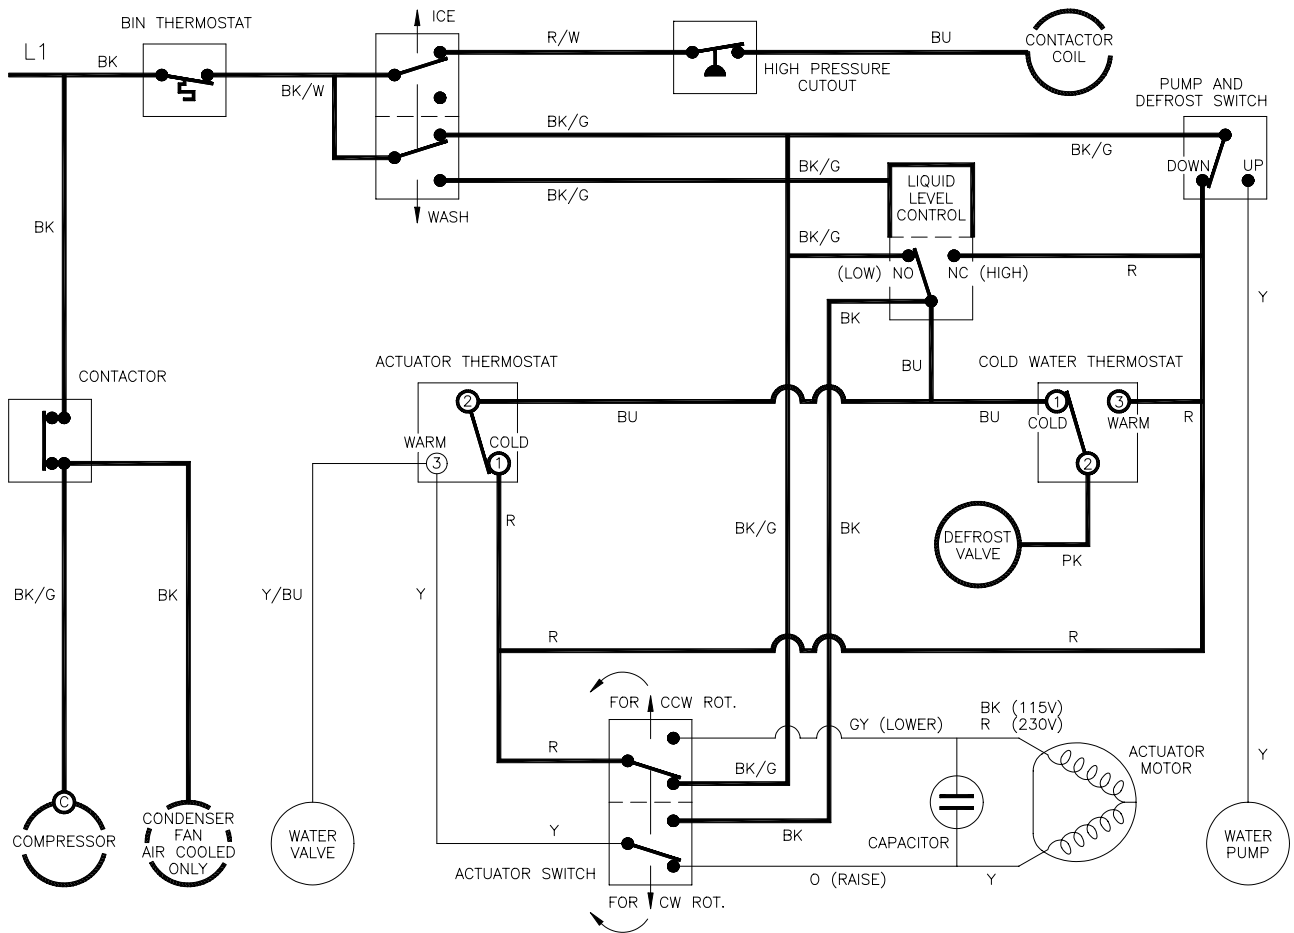 BIN THERMOSTAT
ICE
R/W
BU
CONTACTOR
COIL
L1
BK
HIGH PRESSURE
CUTOUT
BK/W
PUMP AND
DEFROST SWITCH
BK/G
BK/G
DOWN
UP
BK/G
BK/G
LIQUID
LEVEL
CONTROL
WASH
BK
BK/G
(LOW) NO
NC (HIGH)
R
Y
BK
ACTUATOR THERMOSTAT
COLD WATER THERMOSTAT
BU
CONTACTOR
2
1
3
BU
BU
R
COLD
WARM
WARM
COLD
3
1
2
R
BK/G
BK
DEFROST
VALVE
PK
BK/G
BK
Y/BU
Y
R
R
FOR CCW ROT.
BK (115V)
R (230V)
GY (LOWER)
R
BK/G
ACTUATOR
MOTOR
Y
C
COMPRESSOR
CONDENSER
FAN
AIR COOLED
ONLY
WATER
VALVE
Y
BK
CAPACITOR
WATER
PUMP
ACTUATOR SWITCH
O (RAISE)
Y
FOR CW ROT.